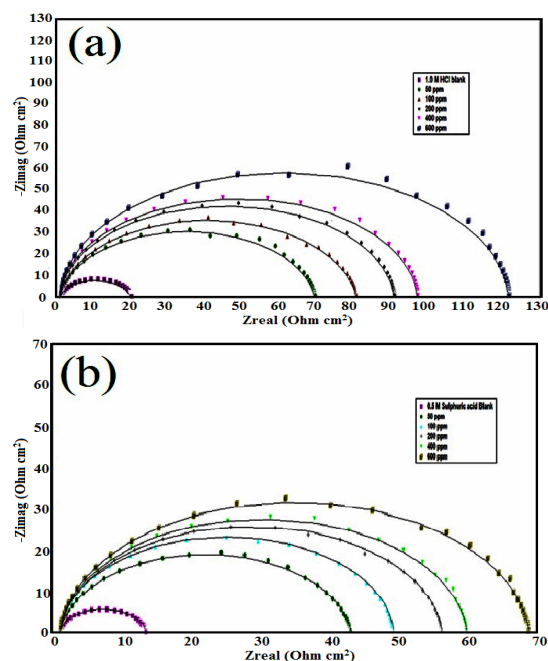 130
120
110
100
90
80
70
60
50
40
30
20
10
0
-Zimag (Ohm cm²)
(a)
1.0 M HCl blank
50 ppm
100 ppm
200 ppm
400 ppm
600 ppm
0 10 20 30 40 50 60 70 80 90 100 110 120 130
Zreal (Ohm cm²)
70
60
50
40
30
20
10
0
-Zimag (Ohm cm²)
(b)
0.5 M Sulphuric acid Blank
50 ppm
100 ppm
200 ppm
400 ppm
600 ppm
0 10 20 30 40 50 60 70
Zreal (Ohm cm²)